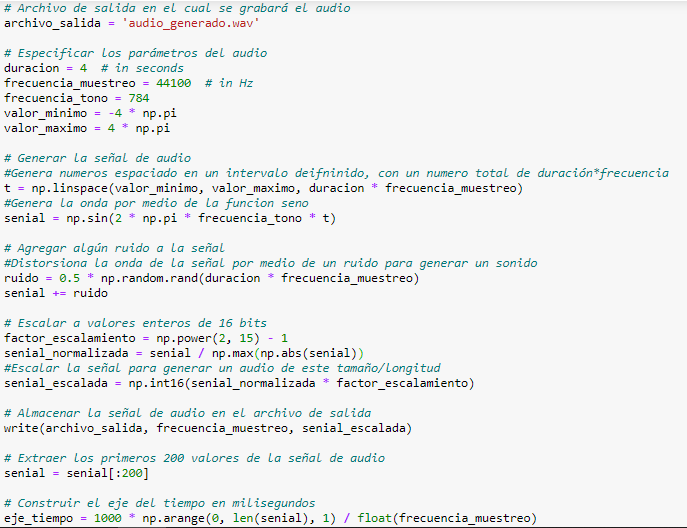 # Archivo de salida en el cual se grabará el audio
archivo_salida = 'audio_generado.wav'
# Especificar los parámetros del audio
duracion = 4  # in seconds
frecuencia_muestreo = 44100  # in Hz
frecuencia_tono = 784
valor_minimo = -4 * np.pi
valor_maximo = 4 * np.pi
# Generar la señal de audio
#Genera numeros espaciado en un intervalo deifninido, con un numero total de duración*frecuencia
t = np.linspace(valor_minimo, valor_maximo, duracion * frecuencia_muestreo)
#Genera la onda por medio de la funcion seno
senial = np.sin(2 * np.pi * frecuencia_tono * t)
# Agregar algún ruido a la señal
#Distorsiona la onda de la señal por medio de un ruido para generar un sonido
ruido = 0.5 * np.random.rand(duracion * frecuencia_muestreo)
senial += ruido
# Escalar a valores enteros de 16 bits
factor_escalamiento = np.power(2, 15) - 1
senial_normalizada = senial / np.max(np.abs(senial))
#Escalar la señal para generar un audio de este tamaño/longitud
senial_escalada = np.int16(senial_normalizada * factor_escalamiento)
# Almacenar la señal de audio en el archivo de salida
write(archivo_salida, frecuencia_muestreo, senial_escalada)
# Extraer los primeros 200 valores de la señal de audio
senial = senial[:200]
# Construir el eje del tiempo en milisegundos
eje_tiempo = 1000 * np.arange(0, len(senial), 1) / float(frecuencia_muestreo)